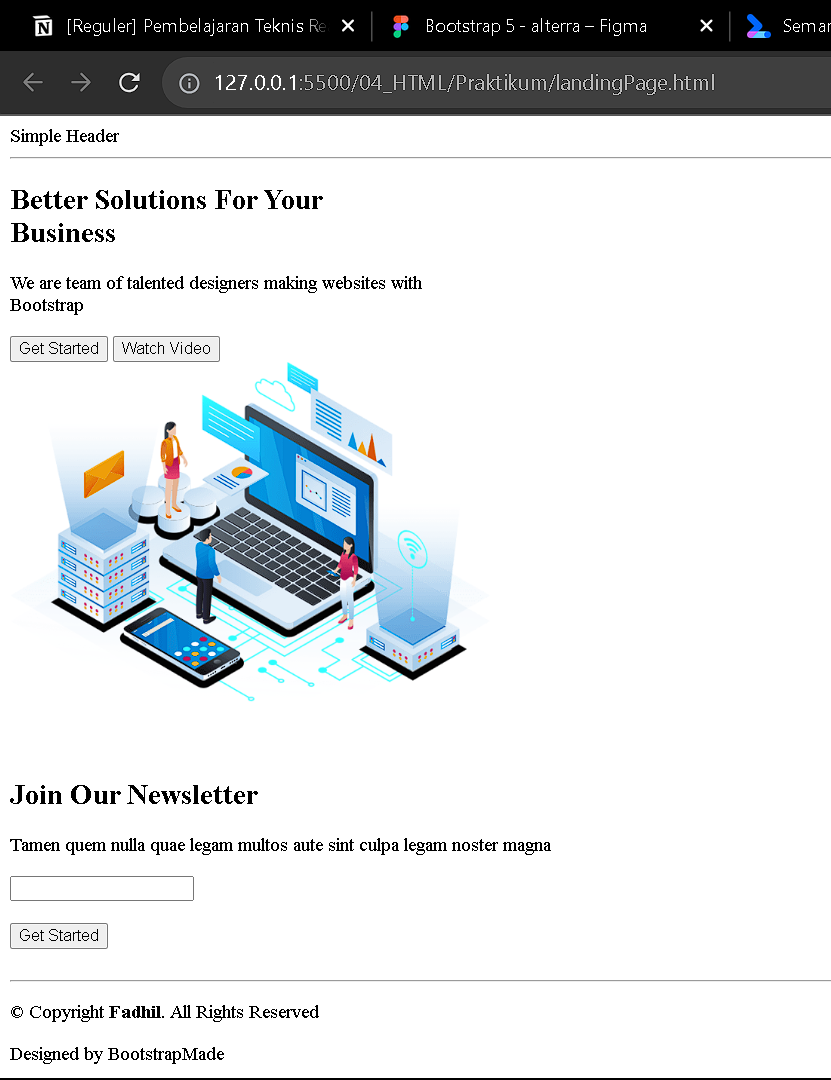 [Reguler] Pembelajaran Teknis Re
Bootstrap 5 - alterra – Figma
Semar
127.0.0.1:5500/04_HTML/Praktikum/landingPage.html
Simple Header
Better Solutions For Your
Business
We are team of talented designers making websites with
Bootstrap
Get Started
Watch Video
Join Our Newsletter
Tamen quem nulla quae legam multos aute sint culpa legam noster magna
Get Started
© Copyright Fadhil. All Rights Reserved
Designed by BootstrapMade